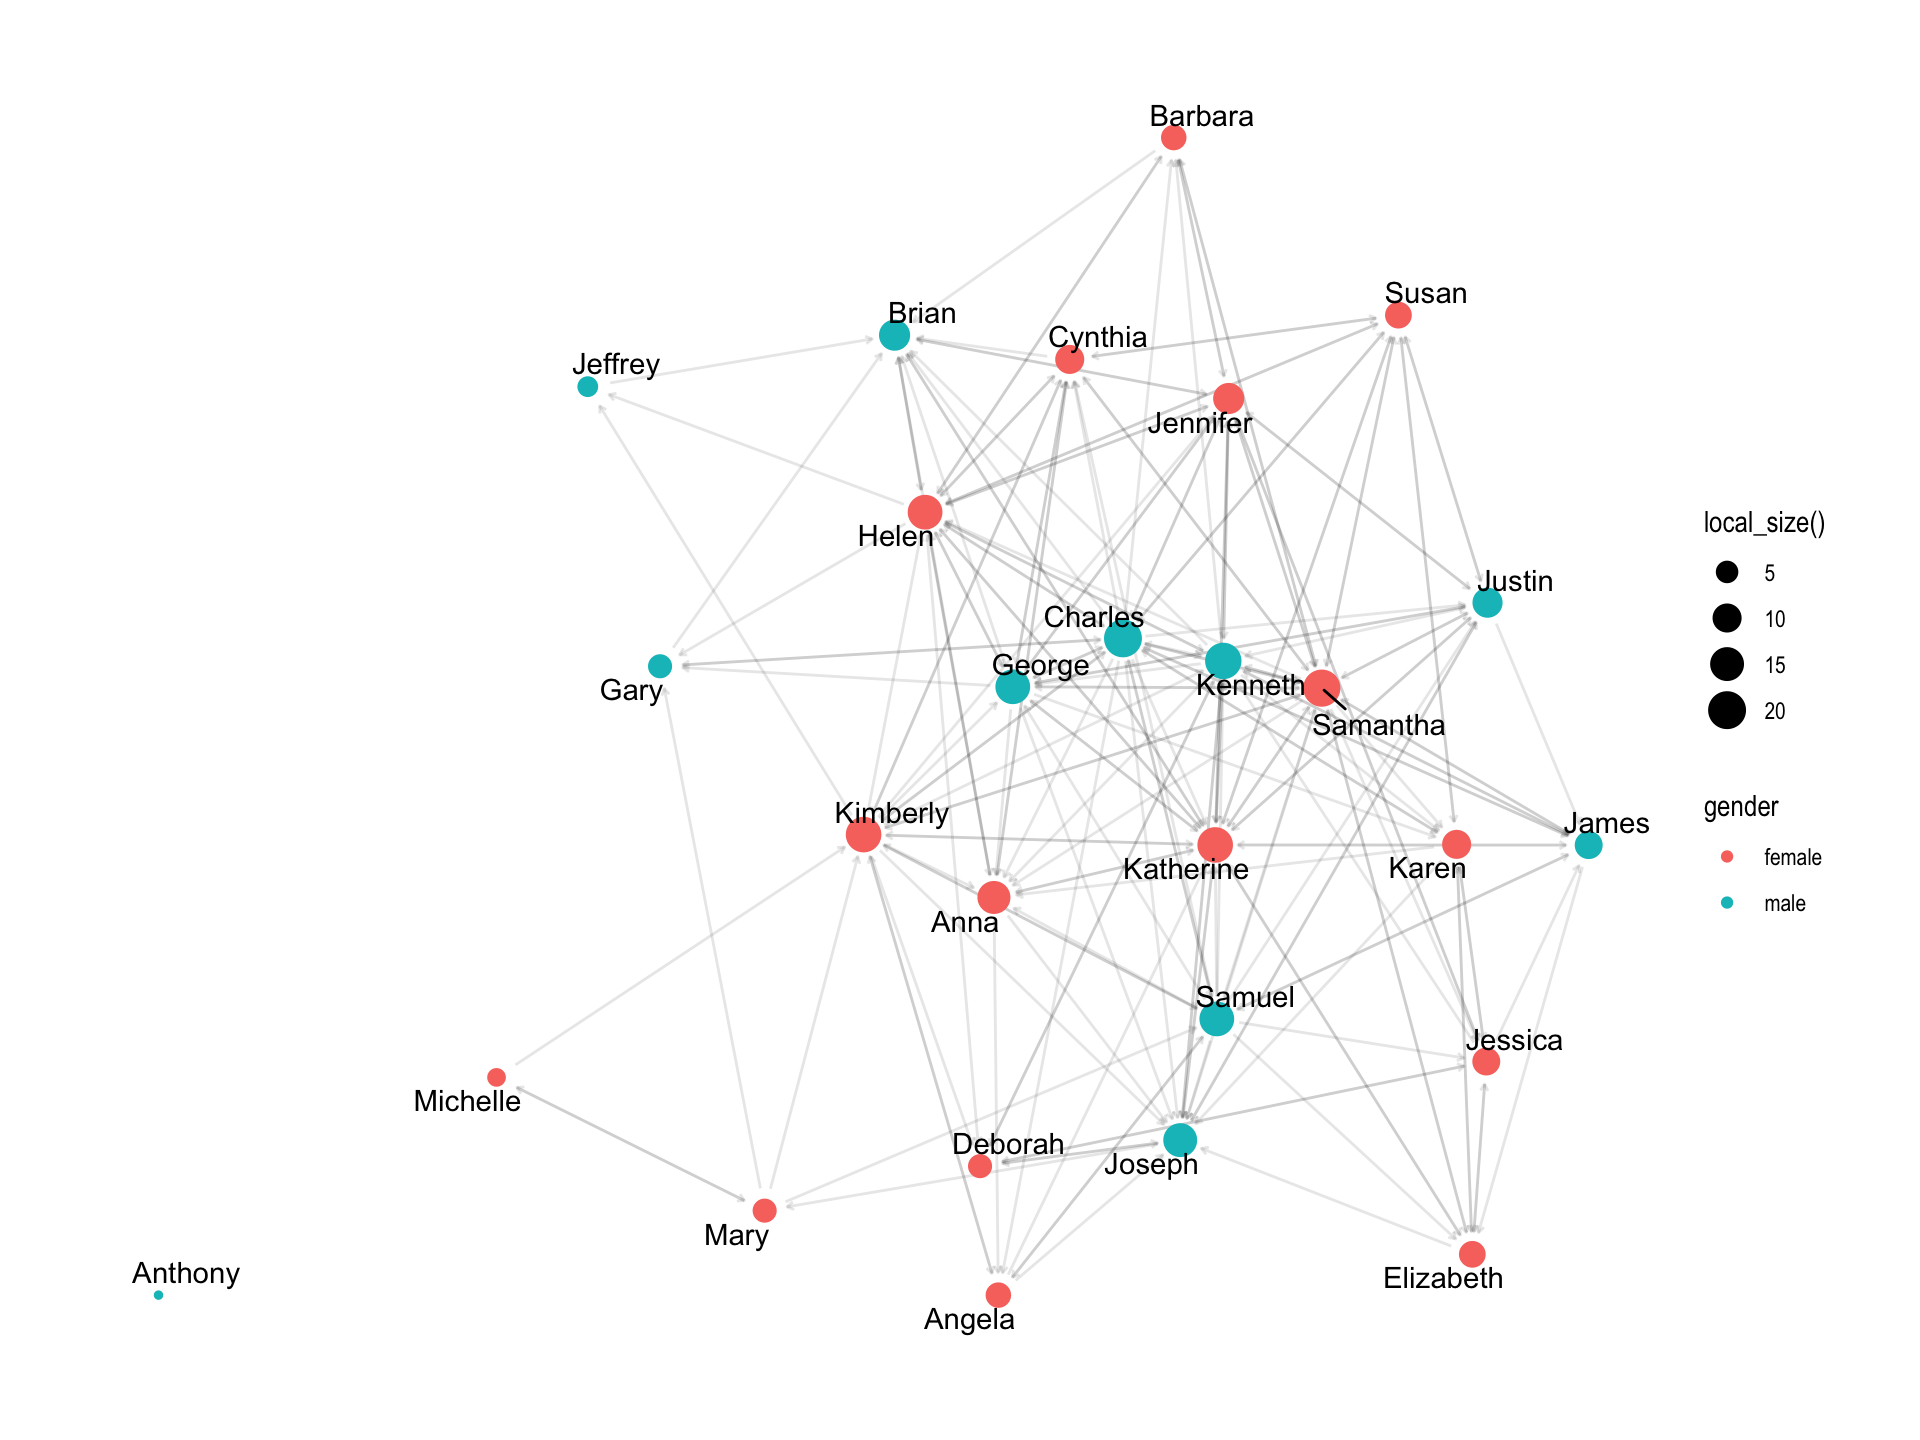 Barbara
Susan
Brian
Cynthia
Jeffrey
Jennifer
Helen
Justin
Charles
George
Kenneth
Gary
Samantha
Kimberly
James
Katherine
Karen
Anna
Samuel
Jessica
Michelle
Deborah
Joseph
Mary
Anthony
Elizabeth
Angela
local_size()
5
10
15
20
gender
female
male